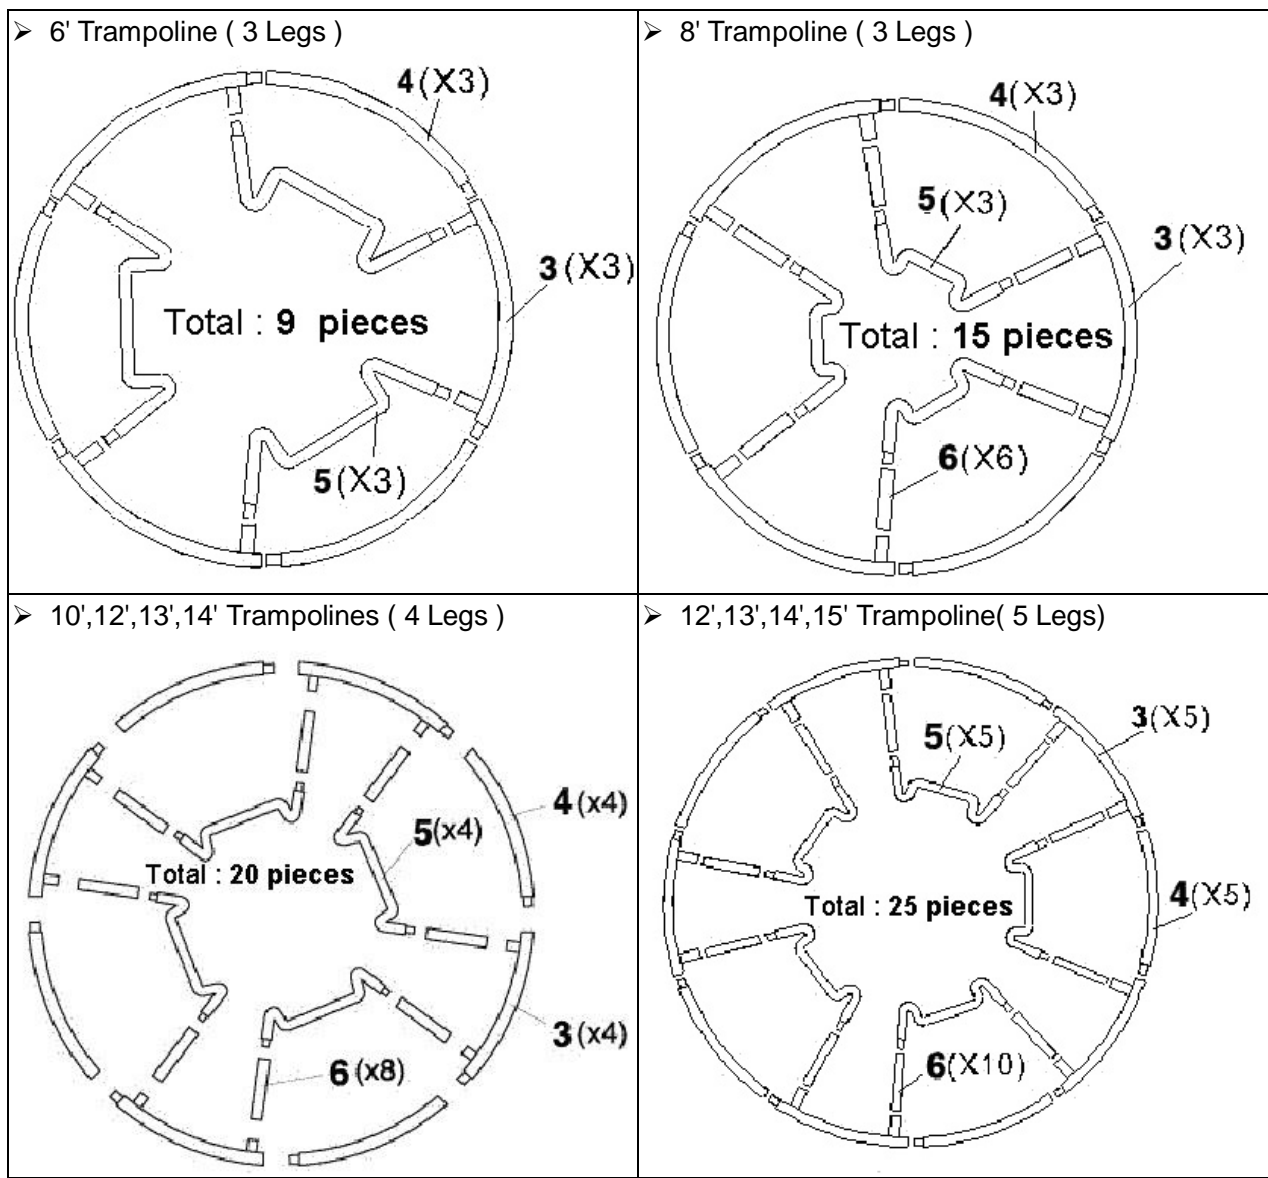 ➢ 6' Trampoline ( 3 Legs )
4(X3)
3(X3)
Total : 9 pieces
5(X3)
➢ 8' Trampoline ( 3 Legs )
4(X3)
5(X3)
3(X3)
Total : 15 pieces
6(X6)
➢ 10',12',13',14' Trampolines ( 4 Legs )
4(x4)
5(x4)
Total : 20 pieces
3(x4)
6(x8)
➢ 12',13',14',15' Trampoline( 5 Legs)
3(X5)
5(X5)
4(X5)
Total : 25 pieces
6(X10)